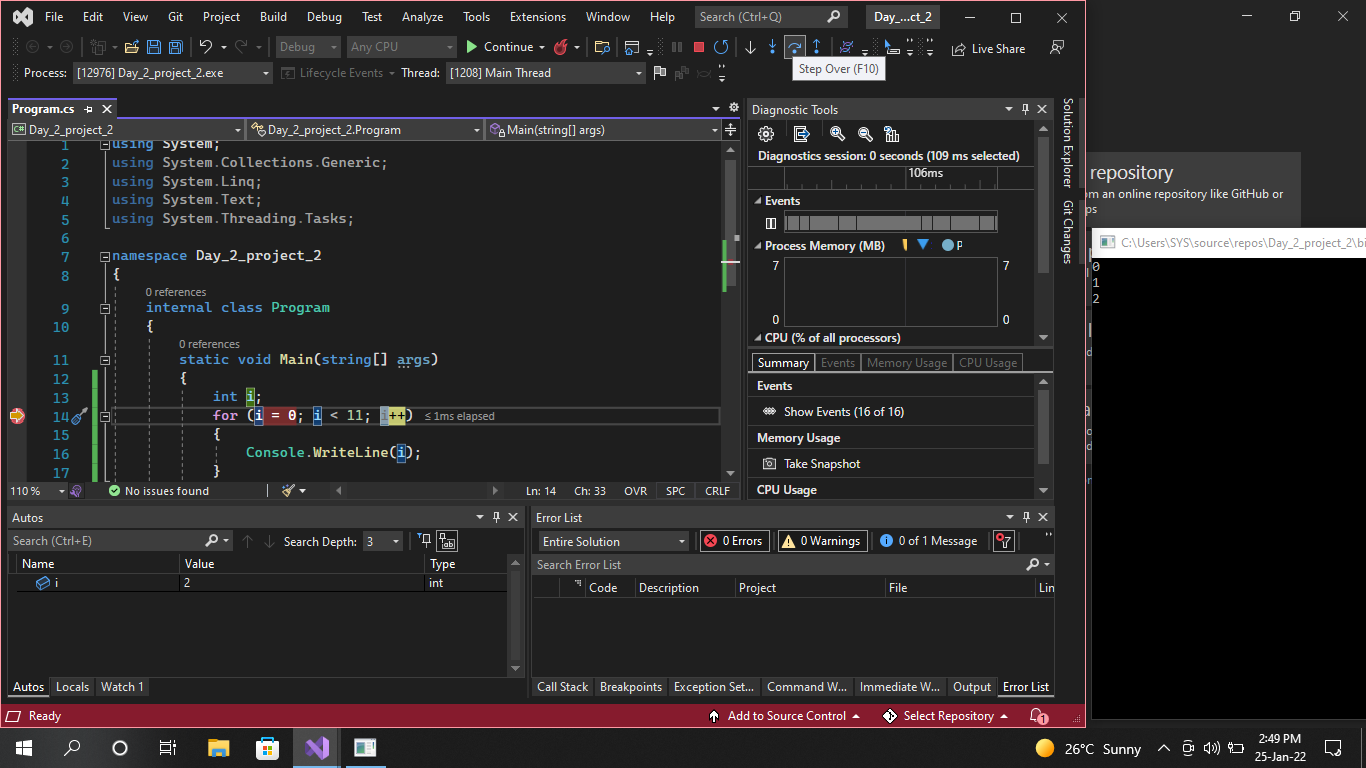 File Edit View Git Project Build Debug Test Analyze Tools Extensions Window Help Search (Ctrl+Q) Day_...ct_2
Debug Any CPU Continue Live Share
Step Over (F10)
Process: [12976] Day_2_project_2.exe Lifecycle Events Thread: [1208] Main Thread
Program.cs
Day_2_project_2 Day_2_project_2.Program Main(string[] args)
1 using System;
2 using System.Collections.Generic;
3 using System.Linq;
4 using System.Text;
5 using System.Threading.Tasks;
6
7 namespace Day_2_project_2
8 {
0 references
9 internal class Program
10 {
0 references
11 static void Main(string[] args)
12 {
13 int i;
14 for (i = 0; i < 11; i++) ≤ 1ms elapsed
15 {
16 Console.WriteLine(i);
17 }
110 % No issues found Ln: 14 Ch: 33 OVR SPC CRLF
Diagnostic Tools
Diagnostics session: 0 seconds (109 ms selected)
106ms
Events
Process Memory (MB) P
7 7
0 0
CPU (% of all processors)
Summary Events Memory Usage CPU Usage
Events
Show Events (16 of 16)
Memory Usage
Take Snapshot
CPU Usage
Solution Explorer
Git Changes
Autos
Search (Ctrl+E) Search Depth: 3
Name Value Type
i 2 int
Autos Locals Watch 1
Error List
Entire Solution 0 Errors 0 Warnings 0 of 1 Message
Search Error List
Code Description Project File Lin
Call Stack Breakpoints Exception Set... Command W... Immediate W... Output Error List
Ready Add to Source Control Select Repository 1
repository
om an online repository like GitHub or
ps
C:\Users\SYS\source\repos\Day_2_project_2\bi
0
1
2
26°C Sunny 2:49 PM
25-Jan-22